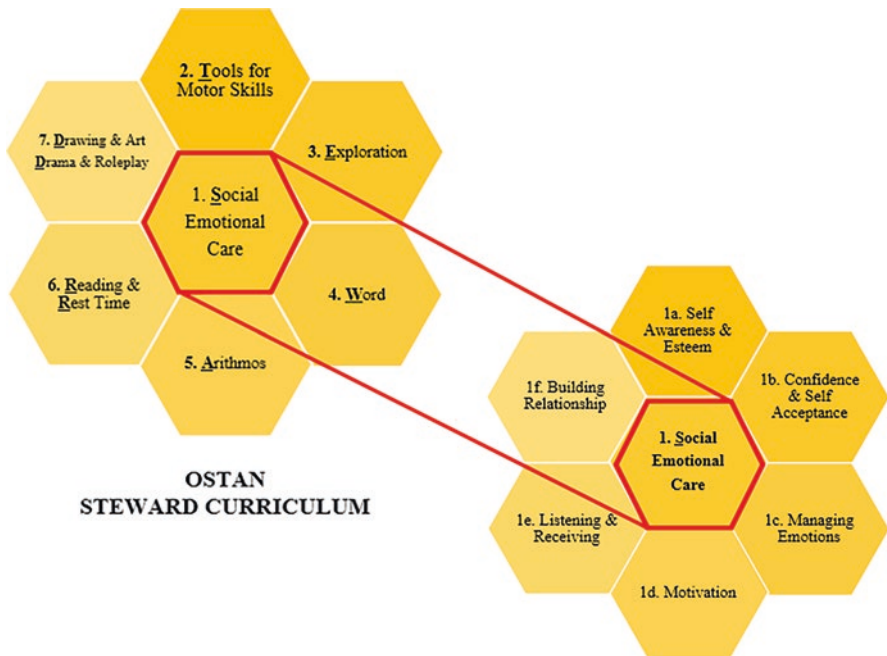 2. Tools for
Motor Skills
7. Drawing & Art
Drama & Roleplay
3. Exploration
1. Social
Emotional
Care
6. Reading &
Rest Time
4. Word
5. Arithmos
OSTAN
STEWARD CURRICULUM
1a. Self
Awareness &
Esteem
1f. Building
Relationship
1b. Confidence
& Self
Acceptance
1. Social
Emotional
Care
1e. Listening &
Receiving
1c. Managing
Emotions
1d. Motivation